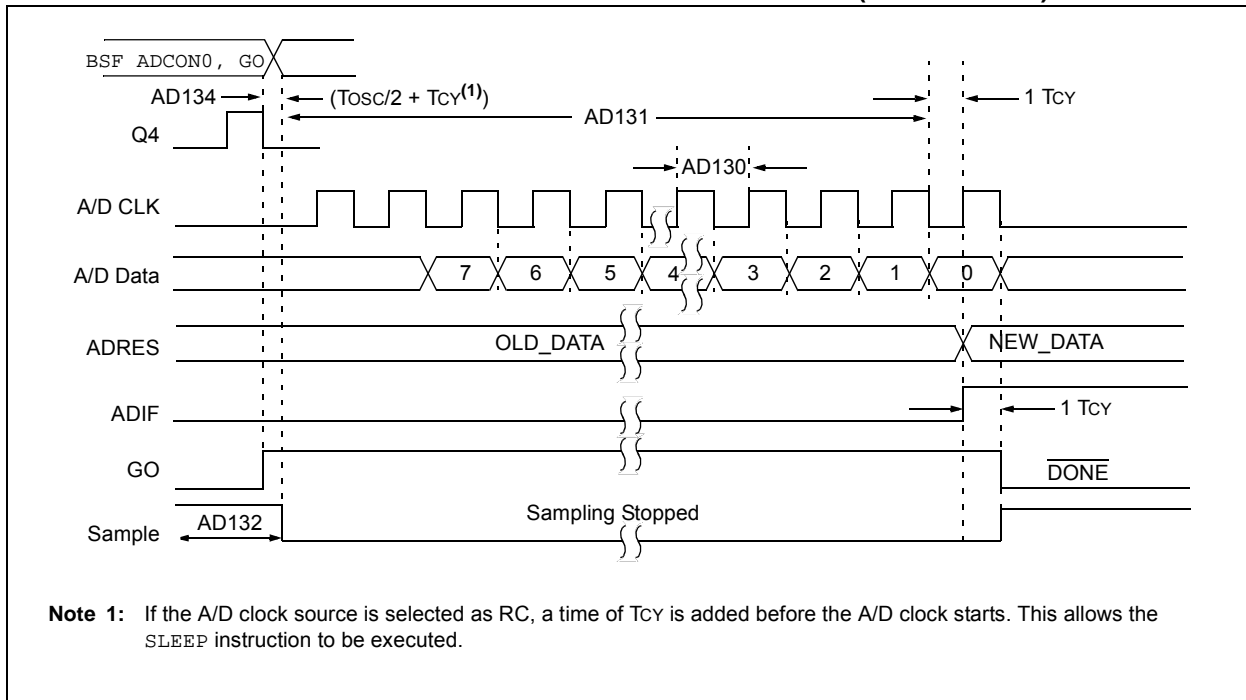 BSF ADCON0, GO
AD134
(TOSC/2 + TCY(1))
1 TCY
AD131
Q4
AD130
A/D CLK
A/D Data
7
6
5
4
3
2
1
0
ADRES
OLD_DATA
NEW_DATA
ADIF
1 TCY
GO
DONE
Sample
AD132
Sampling Stopped
Note 1: If the A/D clock source is selected as RC, a time of TCY is added before the A/D clock starts. This allows the
SLEEP instruction to be executed.